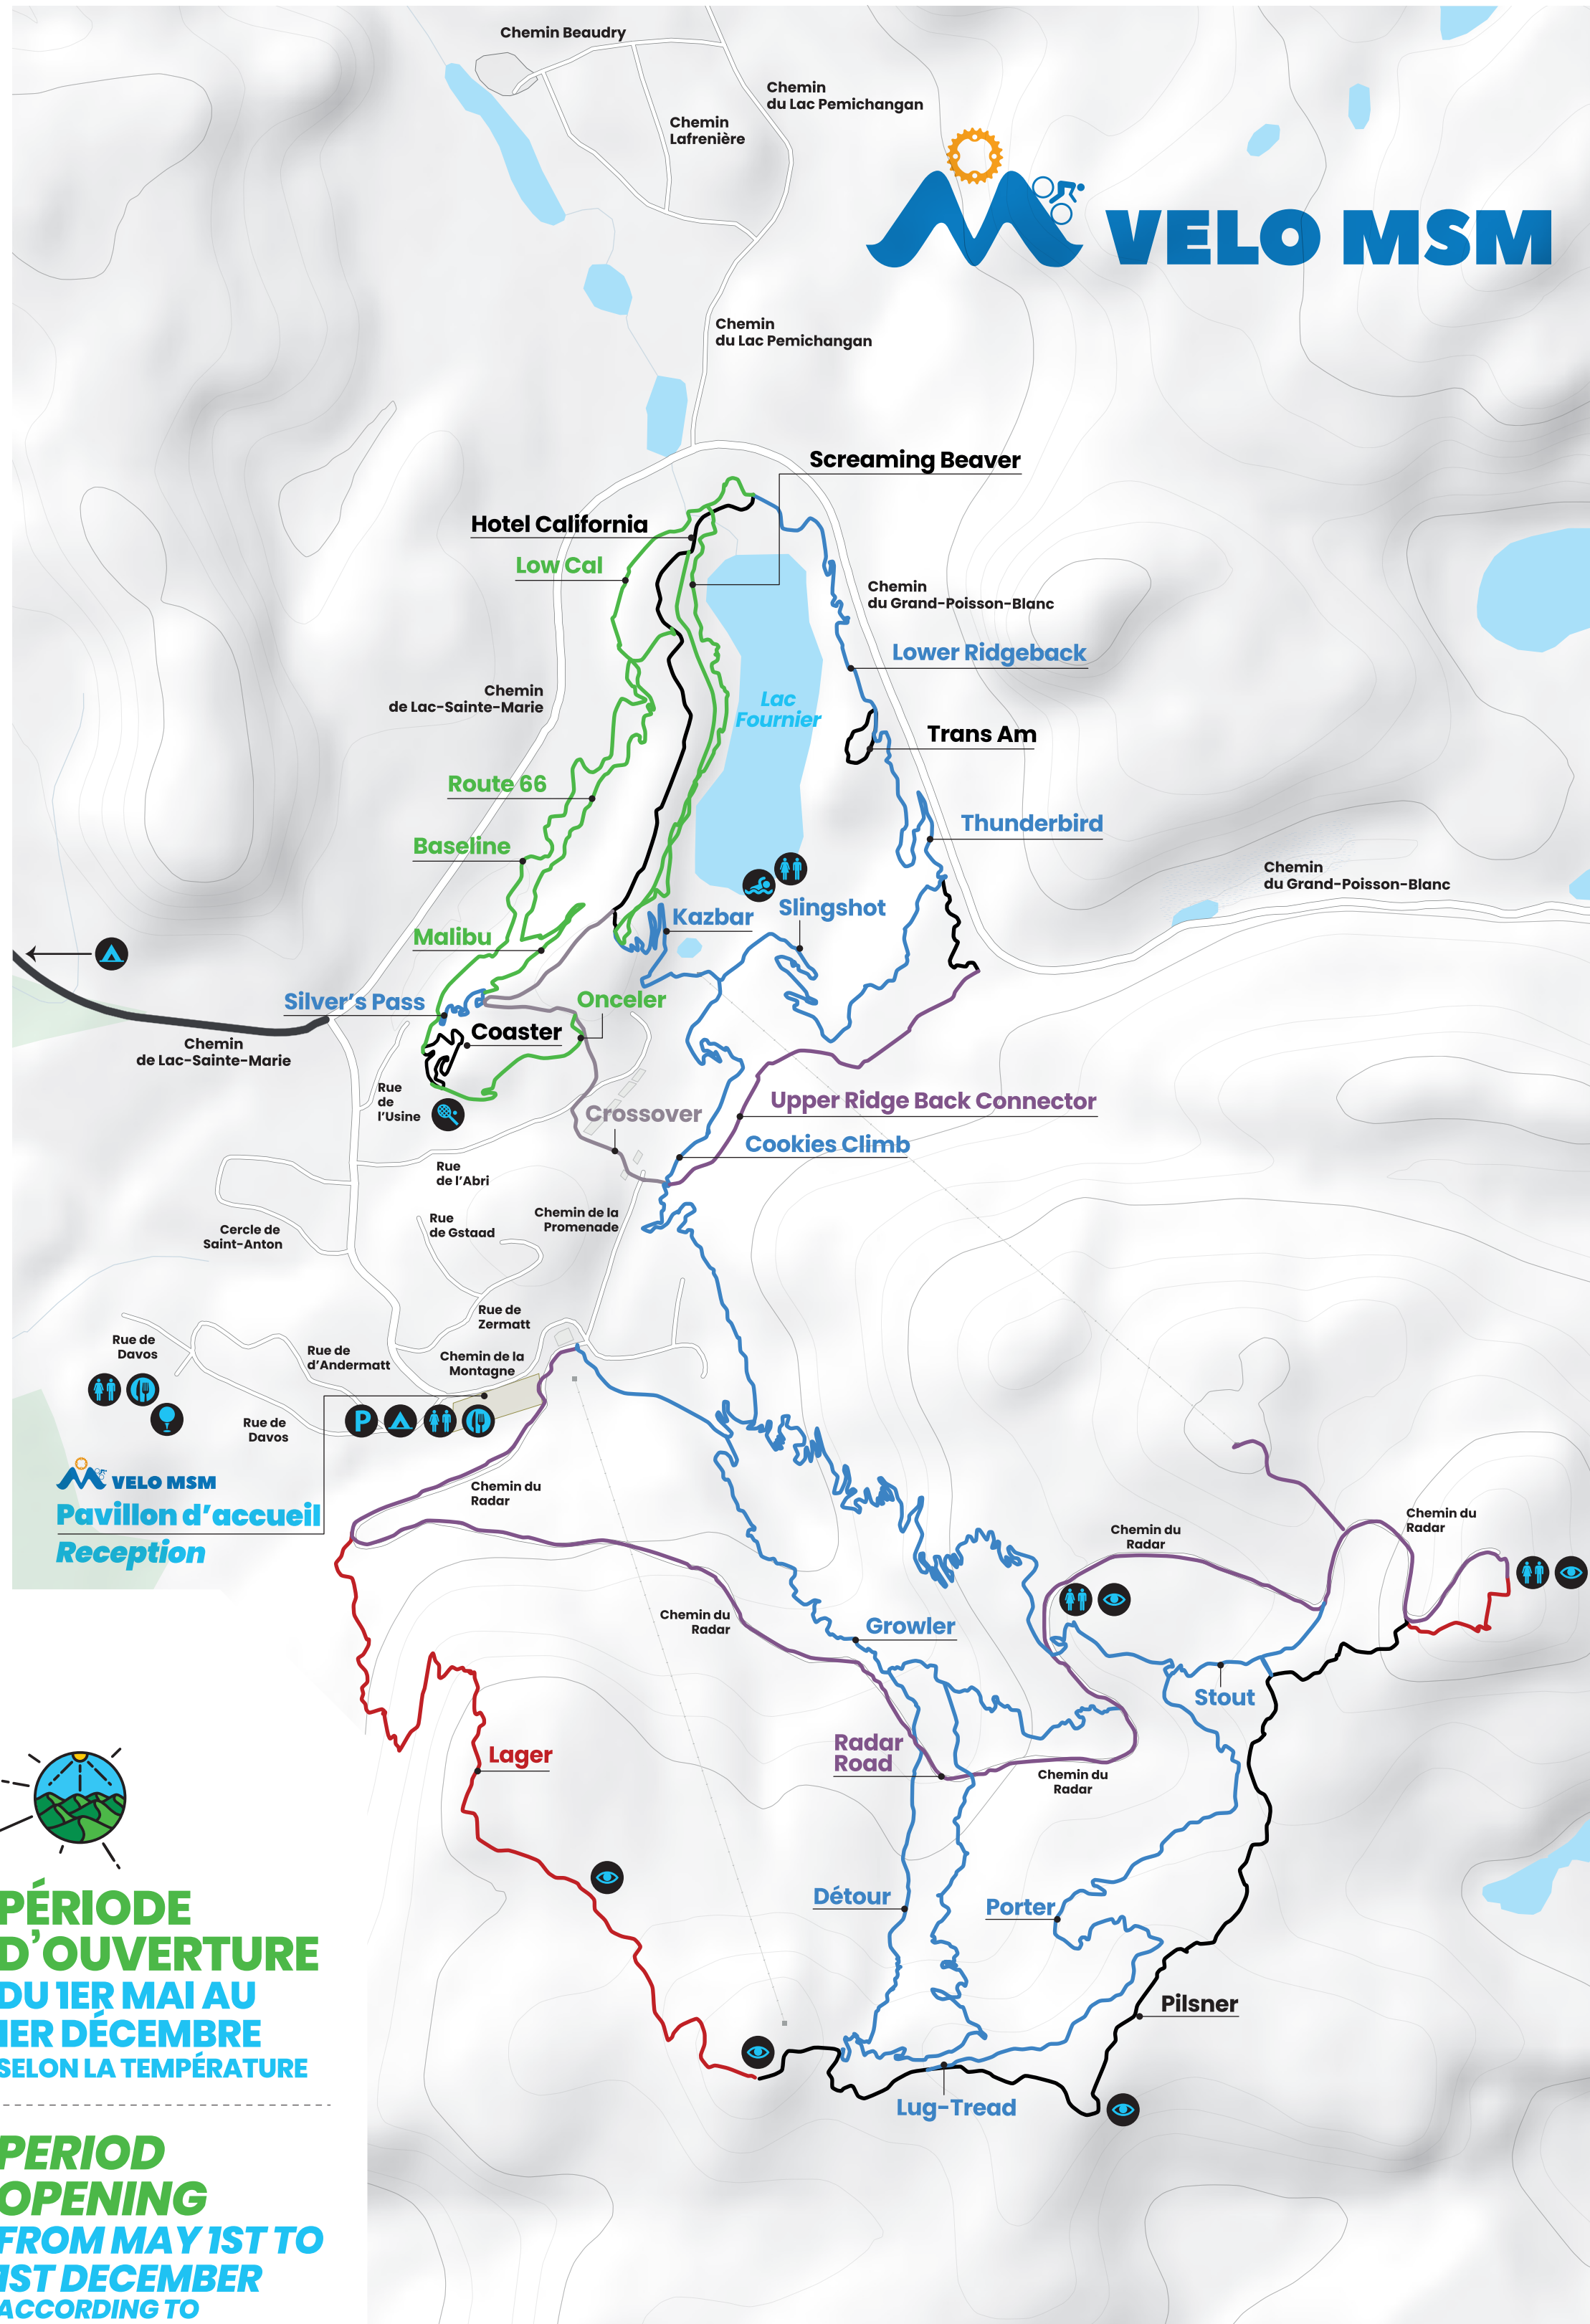 Chemin Beaudry
Chemin
du Lac Pemichangan
Chemin
Lafrenière
VELO MSM
Chemin
du Lac Pemichangan
Screaming Beaver
Hotel California
Low Cal
Chemin
du Grand-Poisson-Blanc
Lower Ridgeback
Chemin
de Lac-Sainte-Marie
Lac
Fournier
Trans Am
Route 66
Thunderbird
Baseline
Chemin
du Grand-Poisson-Blanc
Kazbar
Slingshot
Malibu
Silver's Pass
Onceler
Coaster
Chemin
de Lac-Sainte-Marie
Rue
de
l'Usine
Crossover
Upper Ridge Back Connector
Cookies Climb
Rue
de l'Abri
Chemin de la
Promenade
Rue
de Gstaad
Cercle de
Saint-Anton
Rue de
Zermatt
Rue de
Davos
Rue de
d'Andermatt
Chemin de la
Montagne
Rue de
Davos
P
VELO MSM
Pavillon d'accueil
Reception
Chemin du
Radar
Chemin du
Radar
Chemin du
Radar
Chemin du
Radar
Growler
Stout
Radar
Road
Lager
Chemin du
Radar
Détour
Porter
Pilsner
Lug-Tread
PÉRIODE
D'OUVERTURE
DU 1ER MAI AU
1ER DÉCEMBRE
SELON LA TEMPÉRATURE
PERIOD
OPENING
FROM MAY 1ST TO
1ST DECEMBER
ACCORDING TO